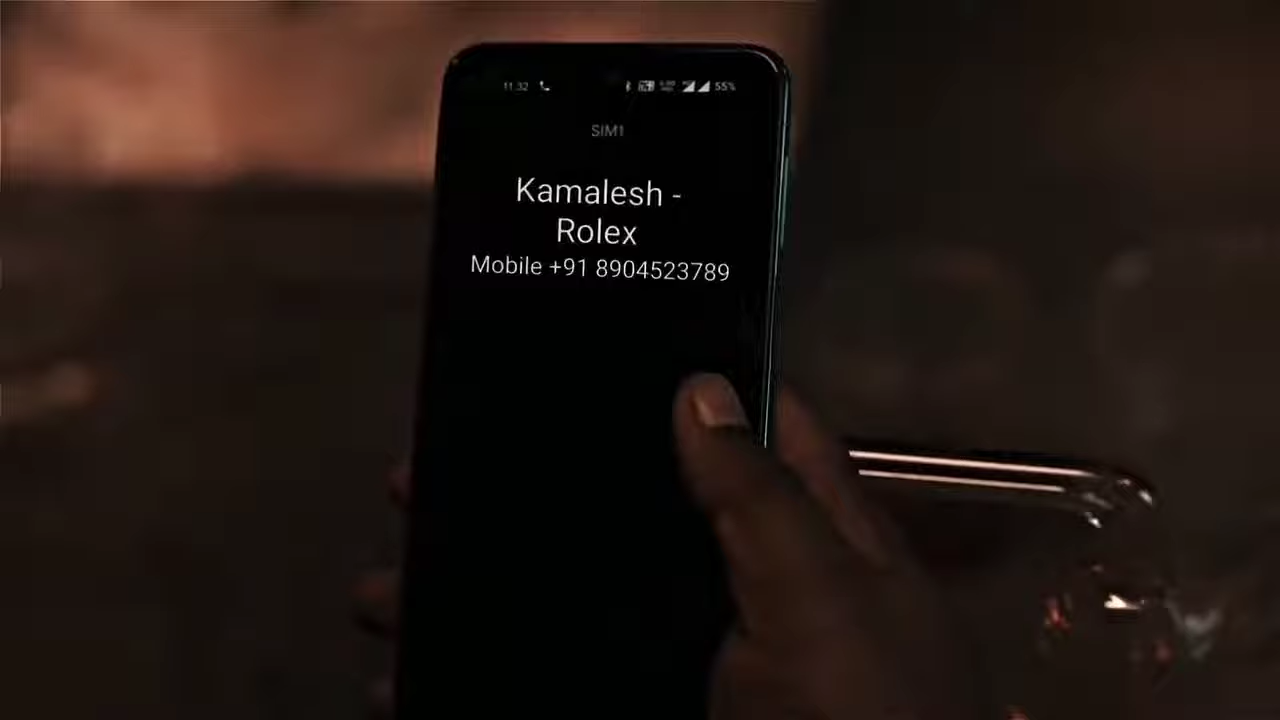 11.32
55%
SIM1
Kamalesh -
Rolex
Mobile +91 8904523789